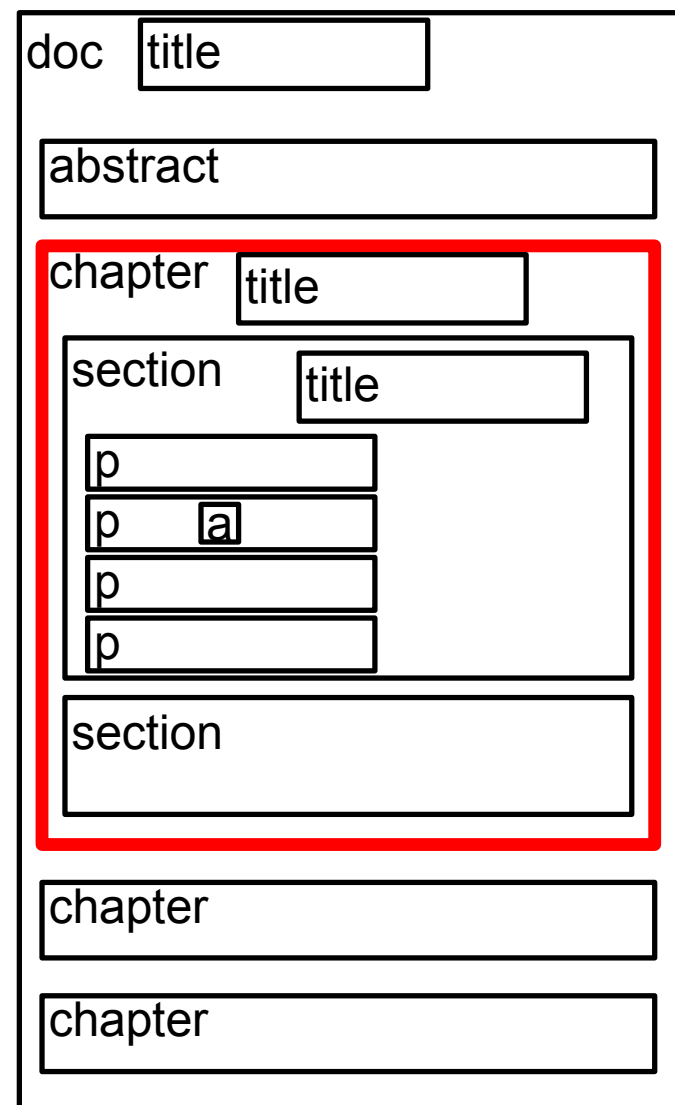 doc title
abstract
chapter title
section title
p
p a
p
p
section
chapter
chapter